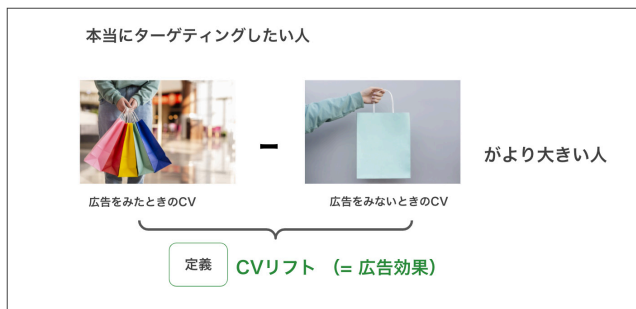 本当にターゲティングしたい人
がより大きい人
広告をみたときのCV
広告をみないときのCV
定義
CVリフト (= 広告効果)